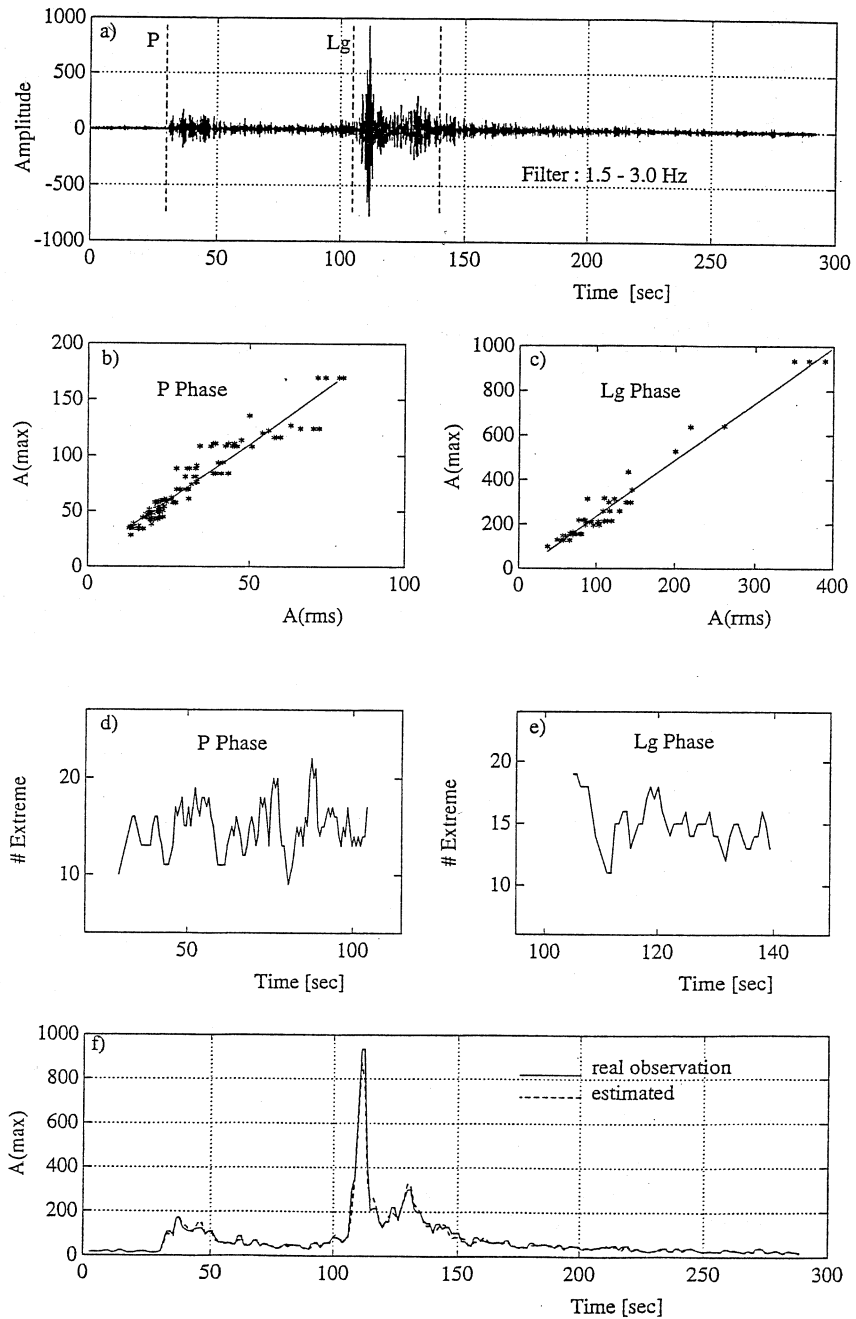 a)
P
Lg
1000
500
0
-500
-1000
Amplitude
Filter : 1.5 - 3.0 Hz
0 50 100 150 200 250 300
Time [sec]
b)
P Phase
200
150
100
50
0
A(max)
0 50 100
A(rms)
c)
Lg Phase
1000
800
600
400
200
0
A(max)
0 100 200 300 400
A(rms)
d)
P Phase
20
10
# Extreme
50 100
Time [sec]
e)
Lg Phase
20
15
10
# Extreme
100 120 140
Time [sec]
f)
1000
800
600
400
200
0
A(max)
real observation
estimated
0 50 100 150 200 250 300
Time [sec]